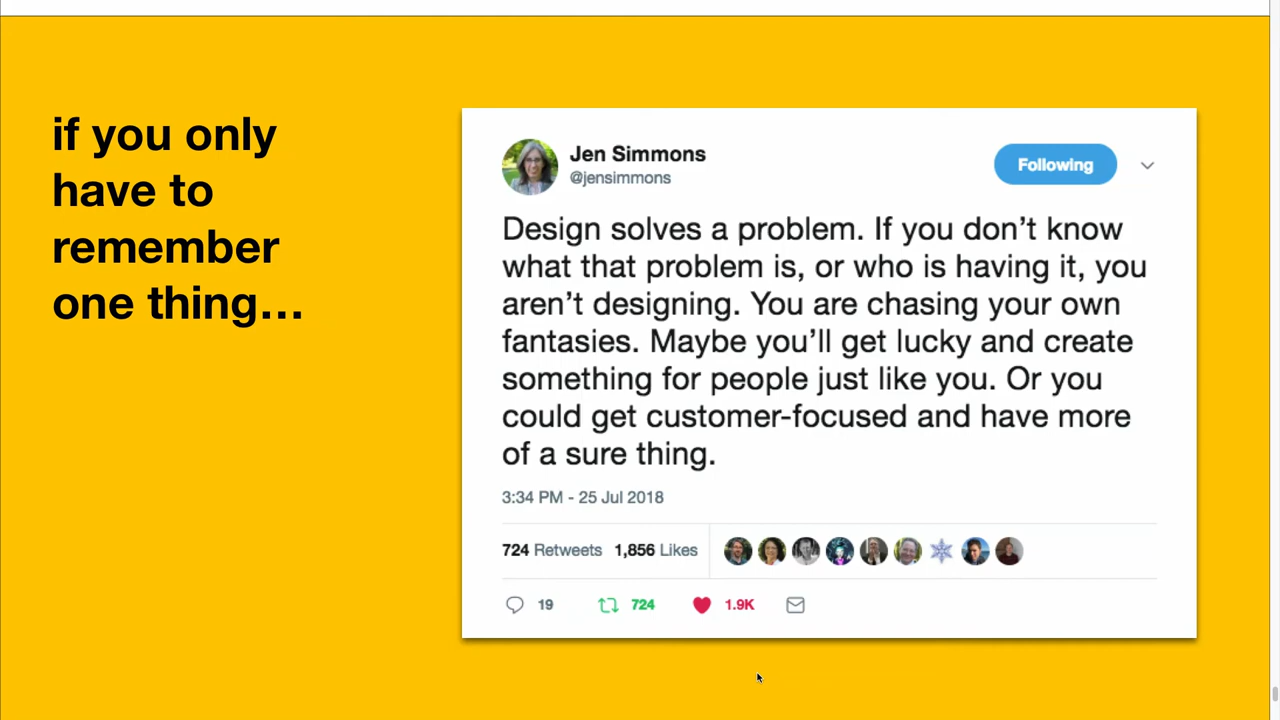 if you only
have to
remember
one thing…
Jen Simmons
@jensimmons
Following
Design solves a problem. If you don’t know
what that problem is, or who is having it, you
aren’t designing. You are chasing your own
fantasies. Maybe you’ll get lucky and create
something for people just like you. Or you
could get customer-focused and have more
of a sure thing.
3:34 PM - 25 Jul 2018
724 Retweets 1,856 Likes
19 724 1.9K